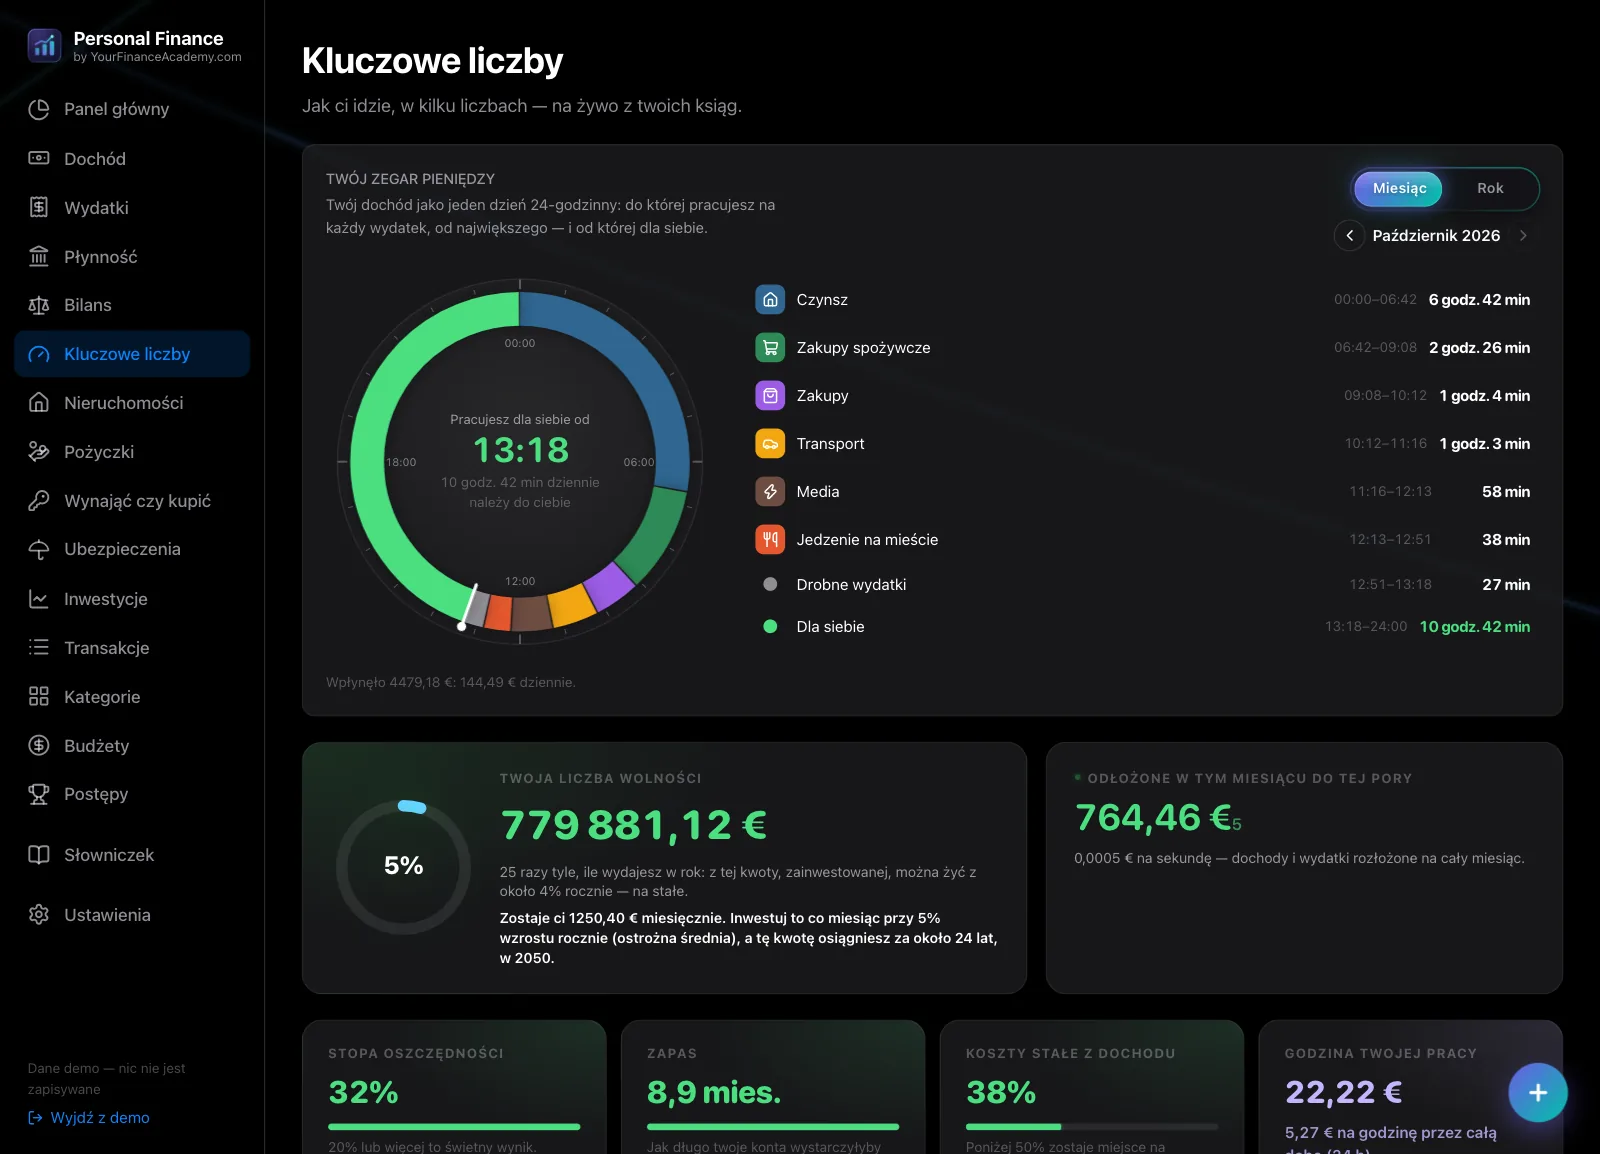 Personal Finance
by YourFinanceAcademy.com
Panel główny
Dochód
Wydatki
Płynność
Bilans
Kluczowe liczby
Nieruchomości
Pożyczki
Wynająć czy kupić
Ubezpieczenia
Inwestycje
Transakcje
Kategorie
Budżety
Postępy
Słowniczek
Ustawienia
Dane demo — nic nie jest
zapisywane
Wyjdź z demo
Kluczowe liczby
Jak ci idzie, w kilku liczbach — na żywo z twoich ksiąg.
TWÓJ ZEGAR PIENIĘDZY
Twój dochód jako jeden dzień 24-godzinny: do której pracujesz na
każdy wydatek, od największego — i od której dla siebie.
Miesiąc Rok
Październik 2026
00:00
06:00
12:00
18:00
Pracujesz dla siebie od
13:18
10 godz. 42 min dziennie
należy do ciebie
Czynsz 00:00–06:42 6 godz. 42 min
Zakupy spożywcze 06:42–09:08 2 godz. 26 min
Zakupy 09:08–10:12 1 godz. 4 min
Transport 10:12–11:16 1 godz. 3 min
Media 11:16–12:13 58 min
Jedzenie na mieście 12:13–12:51 38 min
Drobne wydatki 12:51–13:18 27 min
Dla siebie 13:18–24:00 10 godz. 42 min
Wpłynęło 4479,18 €: 144,49 € dziennie.
5%
TWOJA LICZBA WOLNOŚCI
779 881,12 €
25 razy tyle, ile wydajesz w rok: z tej kwoty, zainwestowanej, można żyć z
około 4% rocznie — na stałe.
Zostaje ci 1250,40 € miesięcznie. Inwestuj to co miesiąc przy 5%
wzrostu rocznie (ostrożna średnia), a tę kwotę osiągniesz za około 24 lat,
w 2050.
ODŁOŻONE W TYM MIESIĄCU DO TEJ PORY
764,46 €5
0,0005 € na sekundę — dochody i wydatki rozłożone na cały miesiąc.
STOPA OSZCZĘDNOŚCI
32%
20% lub więcej to świetny wynik.
ZAPAS
8,9 mies.
Jak długo twoje konta wystarczyłyby
KOSZTY STAŁE Z DOCHODU
38%
Poniżej 50% zostaje miejsce na
GODZINA TWOJEJ PRACY
22,22 €
5,27 € na godzinę przez całą
dobę (24 h)